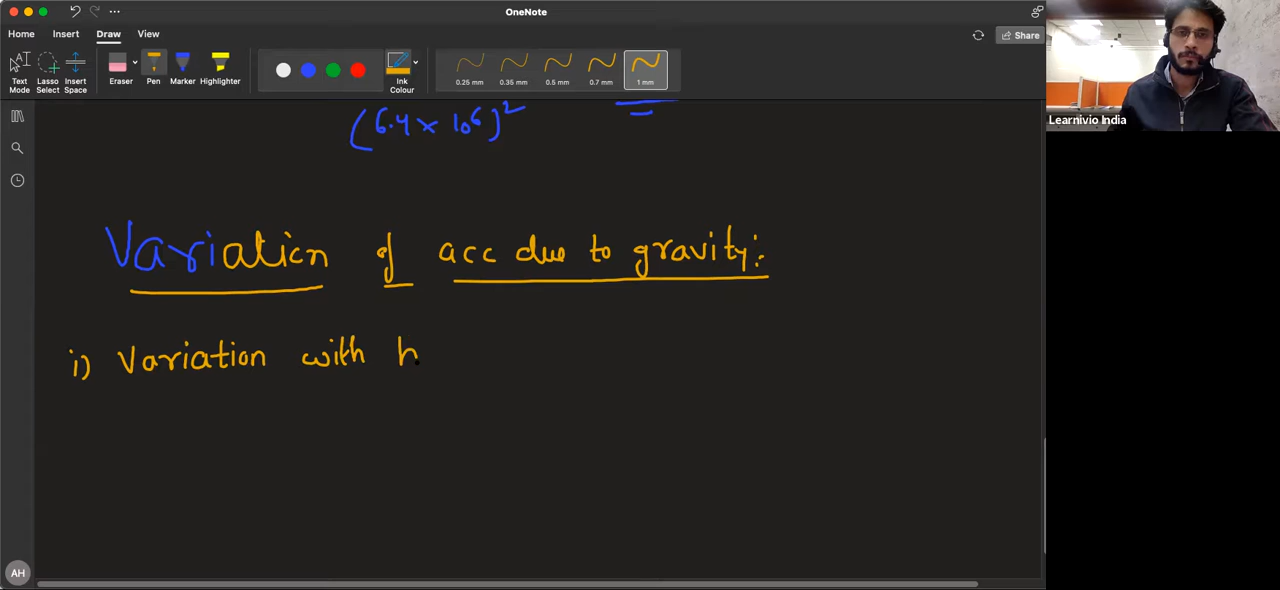 OneNote
Home Insert Draw View
Share
Text Mode
Lasso Select
Insert Space
Eraser
Pen
Marker
Highlighter
Ink Colour
0.25 mm
0.35 mm
0.5 mm
0.7 mm
1 mm
Learnivio India
(6.4 × 10⁶)²
Variation of acc due to gravity:
i) Variation with h
AH